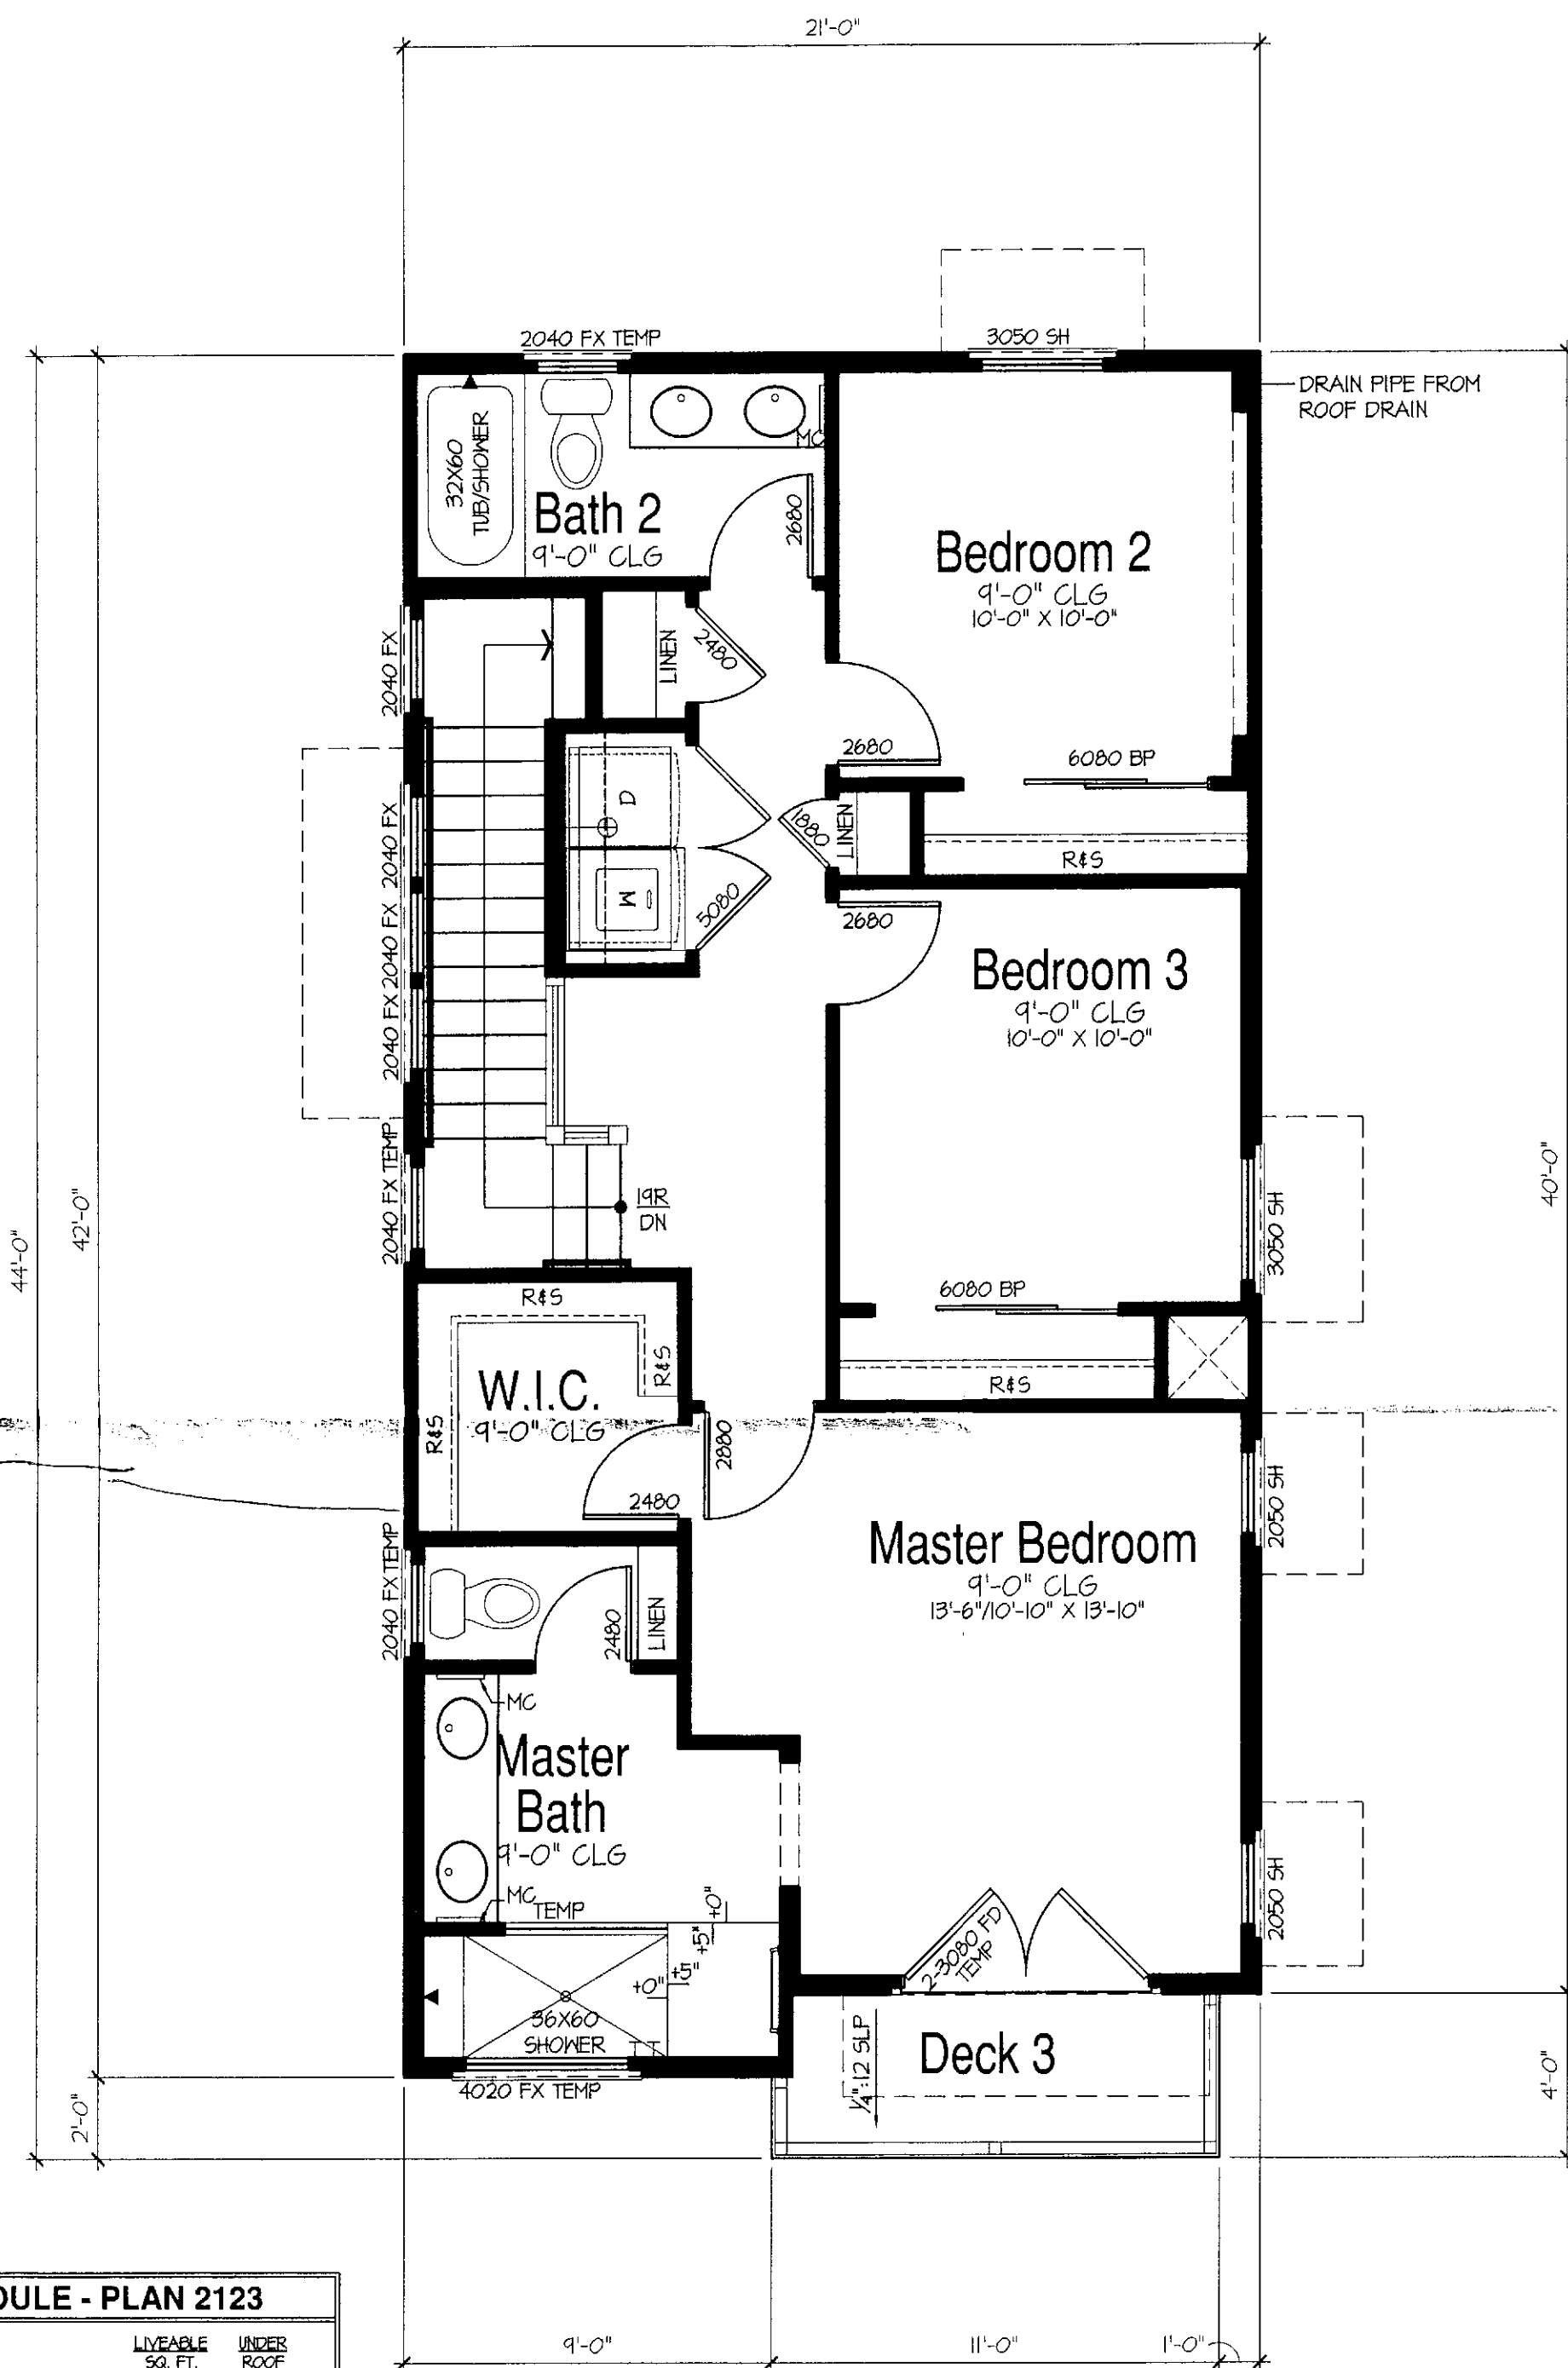 21'-0"
2040 FX TEMP
3050 SH
DRAIN PIPE FROM
ROOF DRAIN
32X60
TUB/SHOWER
MC
Bath 2
9'-0" CLG
2680
Bedroom 2
9'-0" CLG
10'-0" X 10'-0"
2040 FX
LINEN
2480
2680
6080 BP
D
1880
LINEN
R&S
2040 FX
2040 FX
2040 FX
W
5080
2680
Bedroom 3
9'-0" CLG
10'-0" X 10'-0"
2040 FX TEMP
19R
DN
3050 SH
40'-0"
42'-0"
44'-0"
R&S
6080 BP
R&S
W.I.C.
9'-0" CLG
R&S
R&S
2880
2480
2050 SH
Master Bedroom
9'-0" CLG
13'-6"/10'-10" X 13'-10"
2040 FX TEMP
2480
LINEN
MC
Master
Bath
9'-0" CLG
MC
TEMP
+0"
+5"
+5"
+0"
36X60
SHOWER
2050 SH
2-3080 FD
TEMP
4020 FX TEMP
1/4":12 SLP
Deck 3
2'-0"
4'-0"
DULE - PLAN 2123
LIVEABLE
SQ. FT.
UNDER
ROOF
9'-0"
11'-0"
1'-0"